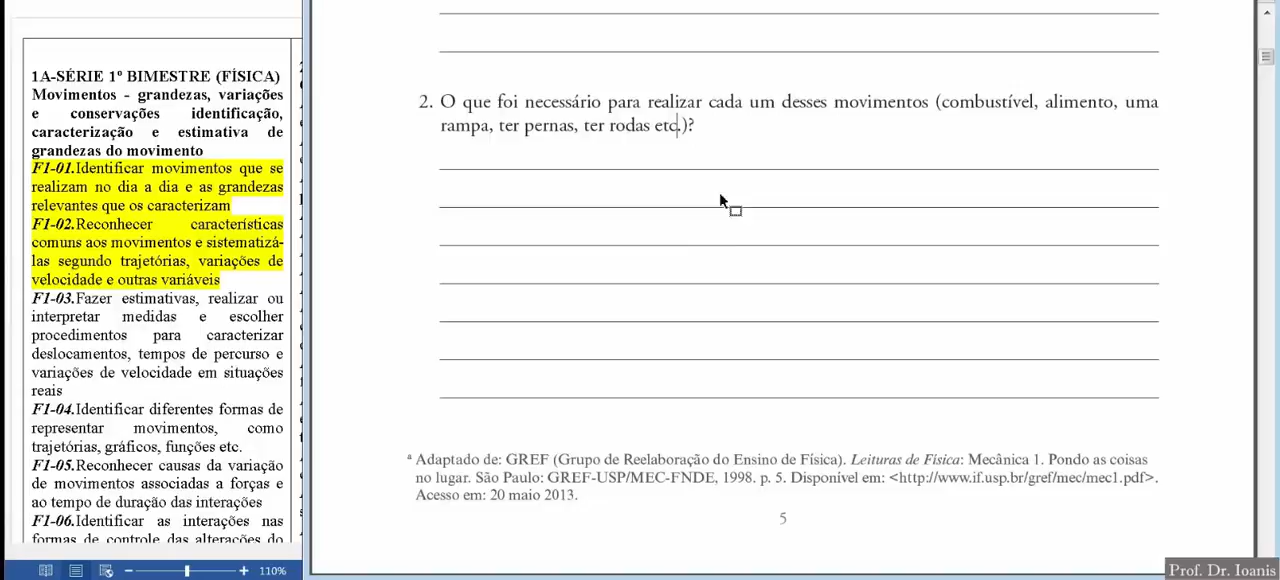 1A-SÉRIE 1º BIMESTRE (FÍSICA)
Movimentos - grandezas, variações
e conservações identificação,
caracterização e estimativa de
grandezas do movimento
F1-01.Identificar movimentos que se
realizam no dia a dia e as grandezas
relevantes que os caracterizam
F1-02.Reconhecer características
comuns aos movimentos e sistematizá-
las segundo trajetórias, variações de
velocidade e outras variáveis
F1-03.Fazer estimativas, realizar ou
interpretar medidas e escolher
procedimentos para caracterizar
deslocamentos, tempos de percurso e
variações de velocidade em situações
reais
F1-04.Identificar diferentes formas de
representar movimentos, como
trajetórias, gráficos, funções etc.
F1-05.Reconhecer causas da variação
de movimentos associadas a forças e
ao tempo de duração das interações
F1-06.Identificar as interações nas
formas de controle das alterações do
110%
2. O que foi necessário para realizar cada um desses movimentos (combustível, alimento, uma
rampa, ter pernas, ter rodas etc.)?
a Adaptado de: GREF (Grupo de Reelaboração do Ensino de Física). Leituras de Física: Mecânica 1. Pondo as coisas
no lugar. São Paulo: GREF-USP/MEC-FNDE, 1998. p. 5. Disponível em: <http://www.if.usp.br/gref/mec/mec1.pdf>.
Acesso em: 20 maio 2013.
5
Prof. Dr. Ioanis